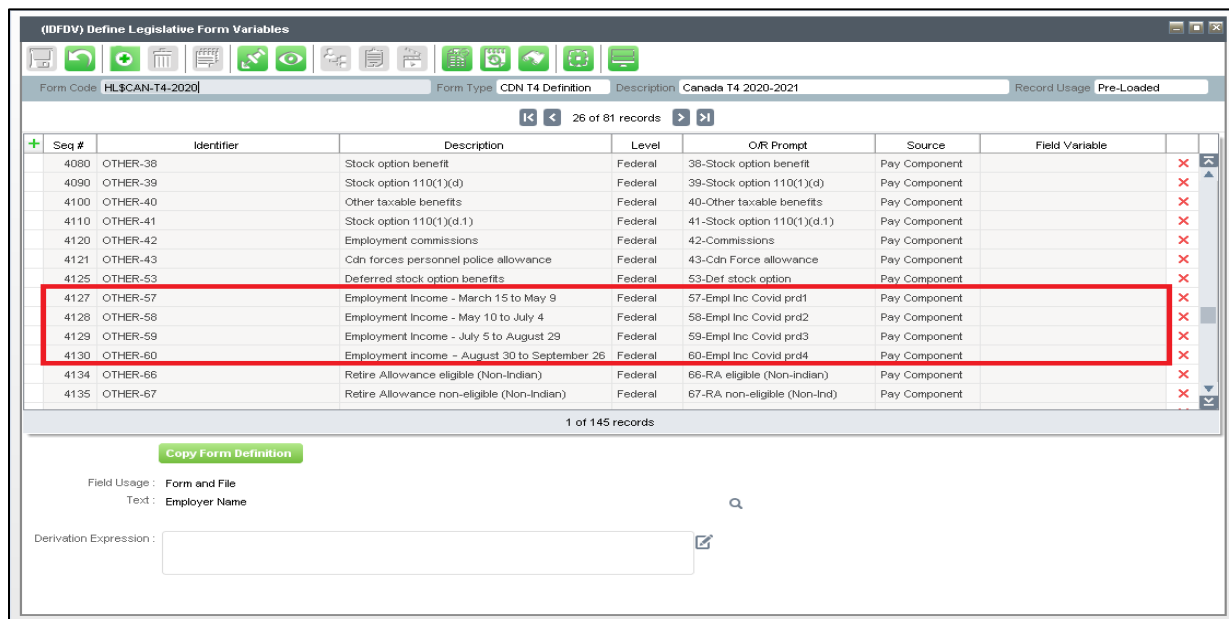 (IDFDV) Define Legislative Form Variables
Form Code HL$CAN-T4-2020 Form Type CDN T4 Definition Description Canada T4 2020-2021 Record Usage Pre-Loaded
26 of 81 records
Seq # Identifier Description Level O/R Prompt Source Field Variable
4080 OTHER-38 Stock option benefit Federal 38-Stock option benefit Pay Component
4090 OTHER-39 Stock option 110(1)(d) Federal 39-Stock option 110(1)(d) Pay Component
4100 OTHER-40 Other taxable benefits Federal 40-Other taxable benefits Pay Component
4110 OTHER-41 Stock option 110(1)(d.1) Federal 41-Stock option 110(1)(d.1) Pay Component
4120 OTHER-42 Employment commissions Federal 42-Commissions Pay Component
4121 OTHER-43 Cdn forces personnel police allowance Federal 43-Cdn Force allowance Pay Component
4125 OTHER-53 Deferred stock option benefits Federal 53-Def stock option Pay Component
4127 OTHER-57 Employment Income - March 15 to May 9 Federal 57-Empl Inc Covid prd1 Pay Component
4128 OTHER-58 Employment Income - May 10 to July 4 Federal 58-Empl Inc Covid prd2 Pay Component
4129 OTHER-59 Employment Income - July 5 to August 29 Federal 59-Empl Inc Covid prd3 Pay Component
4130 OTHER-60 Employment income – August 30 to September 26 Federal 60-Empl Inc Covid prd4 Pay Component
4134 OTHER-66 Retire Allowance eligible (Non-Indian) Federal 66-RA eligible (Non-indian) Pay Component
4135 OTHER-67 Retire Allowance non-eligible (Non-Indian) Federal 67-RA non-eligible (Non-Ind) Pay Component
1 of 145 records
Copy Form Definition
Field Usage : Form and File
Text : Employer Name
Derivation Expression :